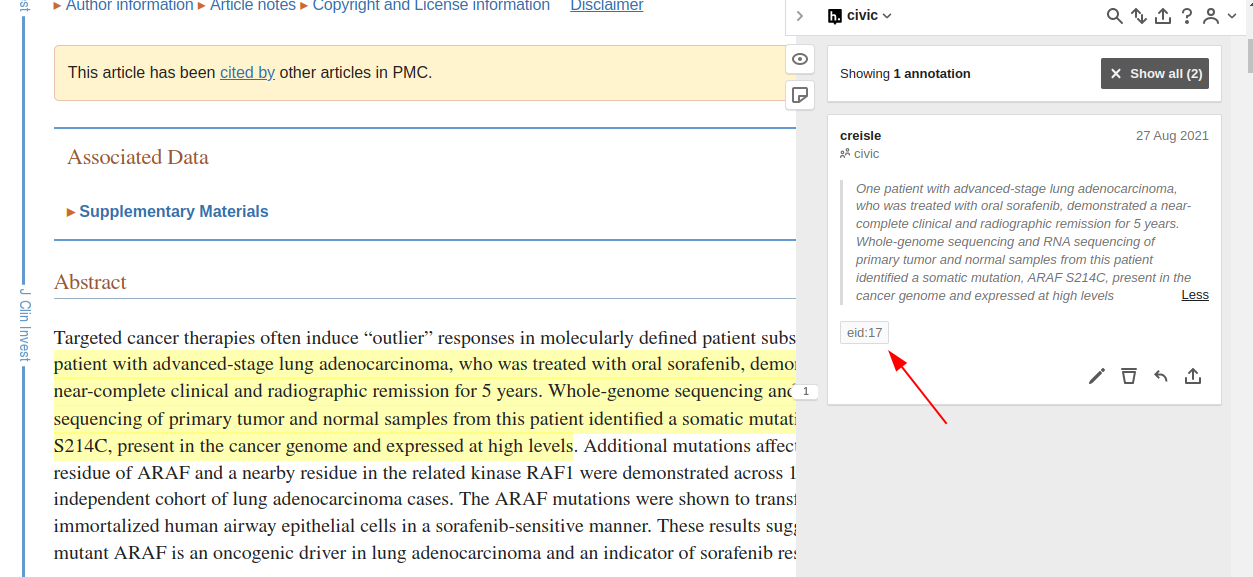 st
▸ Author information ▸ Article notes ▸ Copyright and License information Disclaimer
This article has been cited by other articles in PMC.
Associated Data
▸ Supplementary Materials
Abstract
J Clin Invest
Targeted cancer therapies often induce “outlier” responses in molecularly defined patient subs
patient with advanced-stage lung adenocarcinoma, who was treated with oral sorafenib, demo
near-complete clinical and radiographic remission for 5 years. Whole-genome sequencing and
sequencing of primary tumor and normal samples from this patient identified a somatic mutati
S214C, present in the cancer genome and expressed at high levels. Additional mutations affect
residue of ARAF and a nearby residue in the related kinase RAF1 were demonstrated across 1
independent cohort of lung adenocarcinoma cases. The ARAF mutations were shown to transf
immortalized human airway epithelial cells in a sorafenib-sensitive manner. These results sugg
mutant ARAF is an oncogenic driver in lung adenocarcinoma and an indicator of sorafenib res
1
h. civic
?
Showing 1 annotation
Show all (2)
creisle
27 Aug 2021
civic
One patient with advanced-stage lung adenocarcinoma,
who was treated with oral sorafenib, demonstrated a near-
complete clinical and radiographic remission for 5 years.
Whole-genome sequencing and RNA sequencing of
primary tumor and normal samples from this patient
identified a somatic mutation, ARAF S214C, present in the
cancer genome and expressed at high levels
Less
eid:17